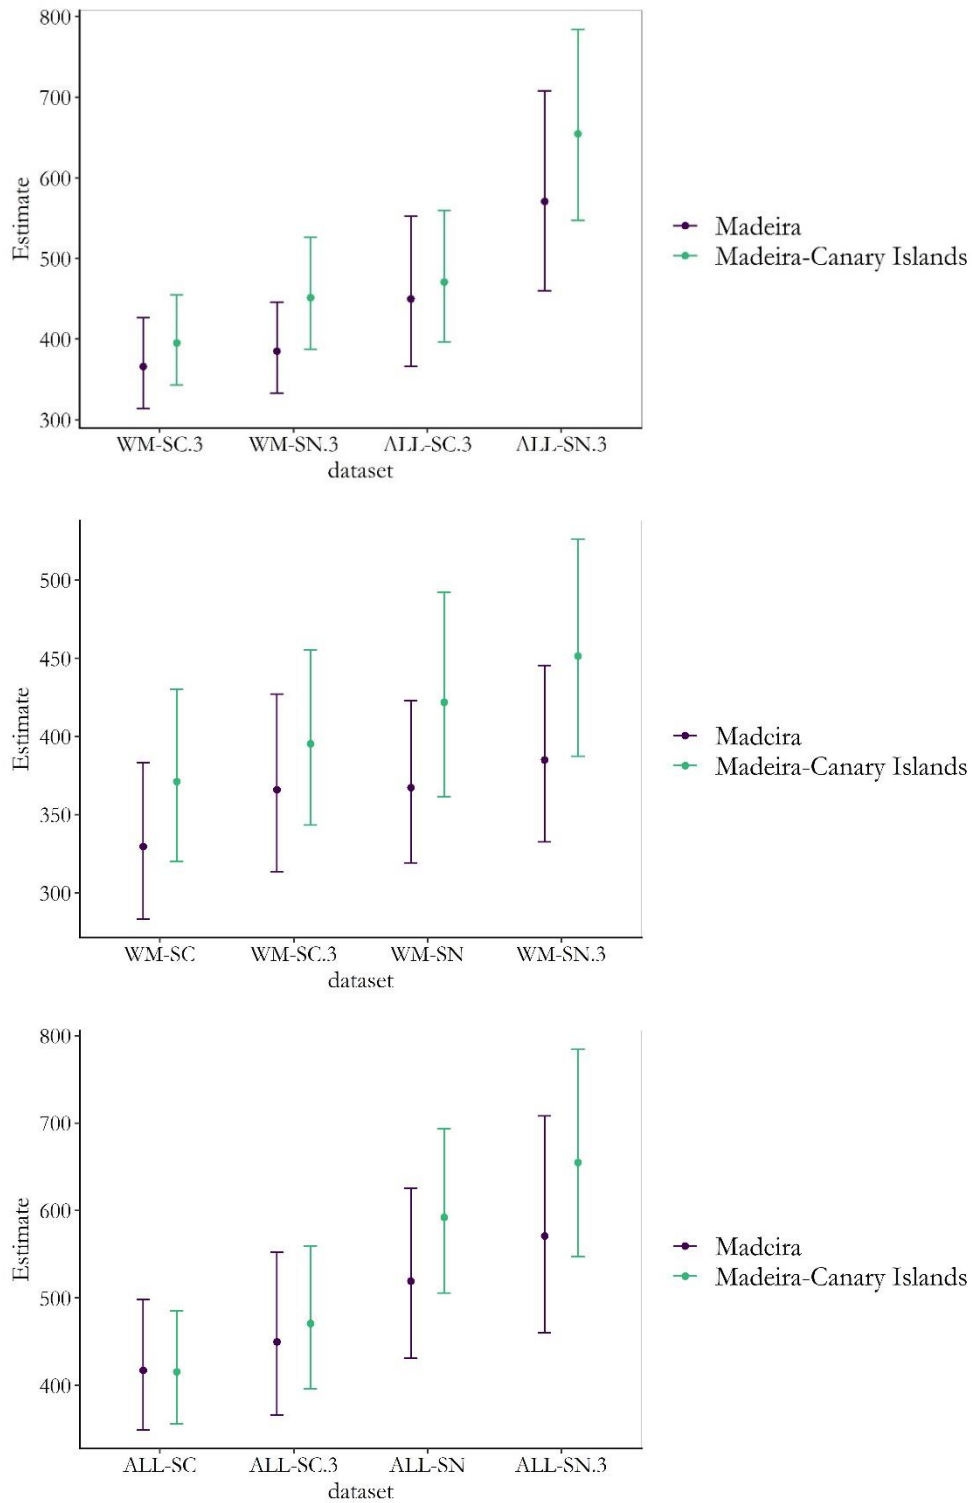 800
700
600
500
400
300
Estimate
WM-SC.3 WM-SN.3 ALL-SC.3 ALL-SN.3
dataset
Madeira
Madeira-Canary Islands
500
450
400
350
300
Estimate
WM-SC WM-SC.3 WM-SN WM-SN.3
dataset
Madeira
Madeira-Canary Islands
800
700
600
500
400
Estimate
ALL-SC ALL-SC.3 ALL-SN ALL-SN.3
dataset
Madeira
Madeira-Canary Islands